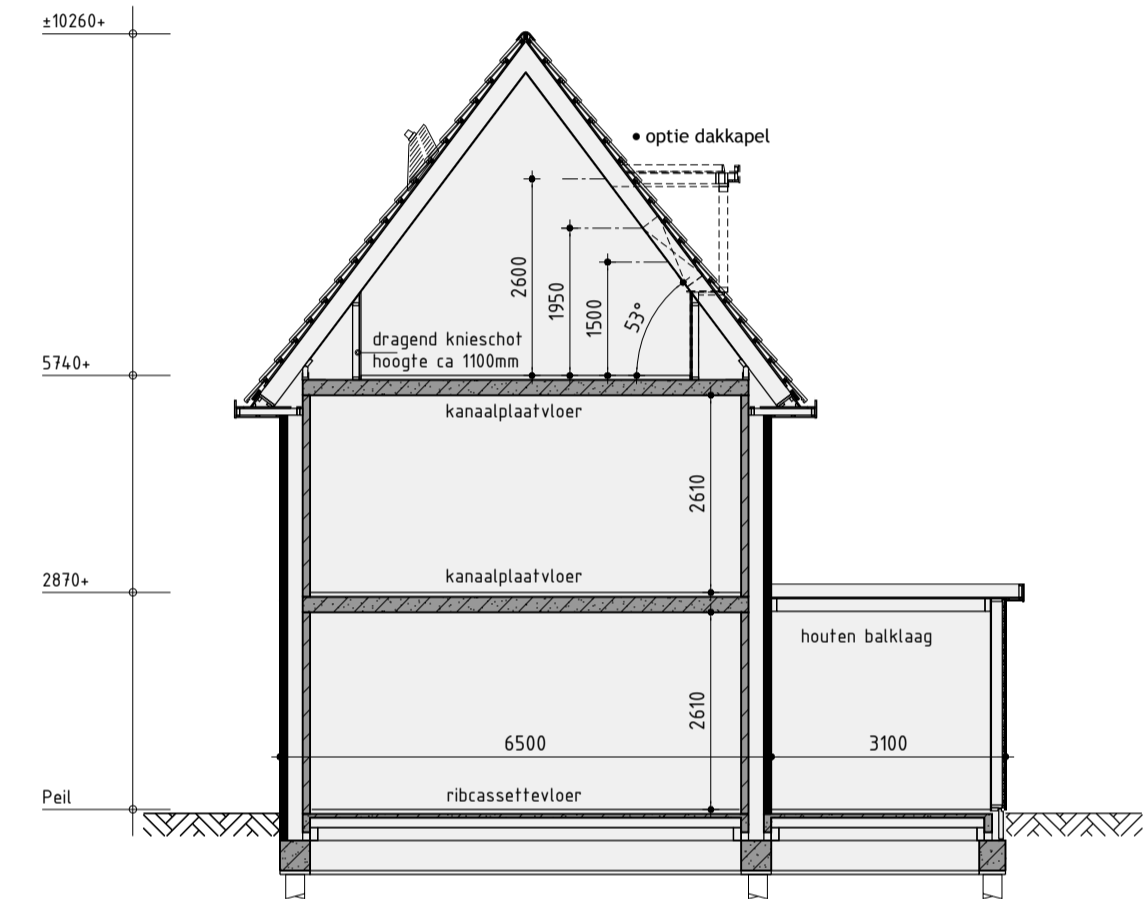 ±10260+
• optie dakkapel
2600
1950
1500
53°
dragend knieschot
hoogte ca 1100mm
5740+
kanaalplaatvloer
2610
kanaalplaatvloer
2870+
houten balklaag
2610
6500
3100
ribcassettevloer
Peil